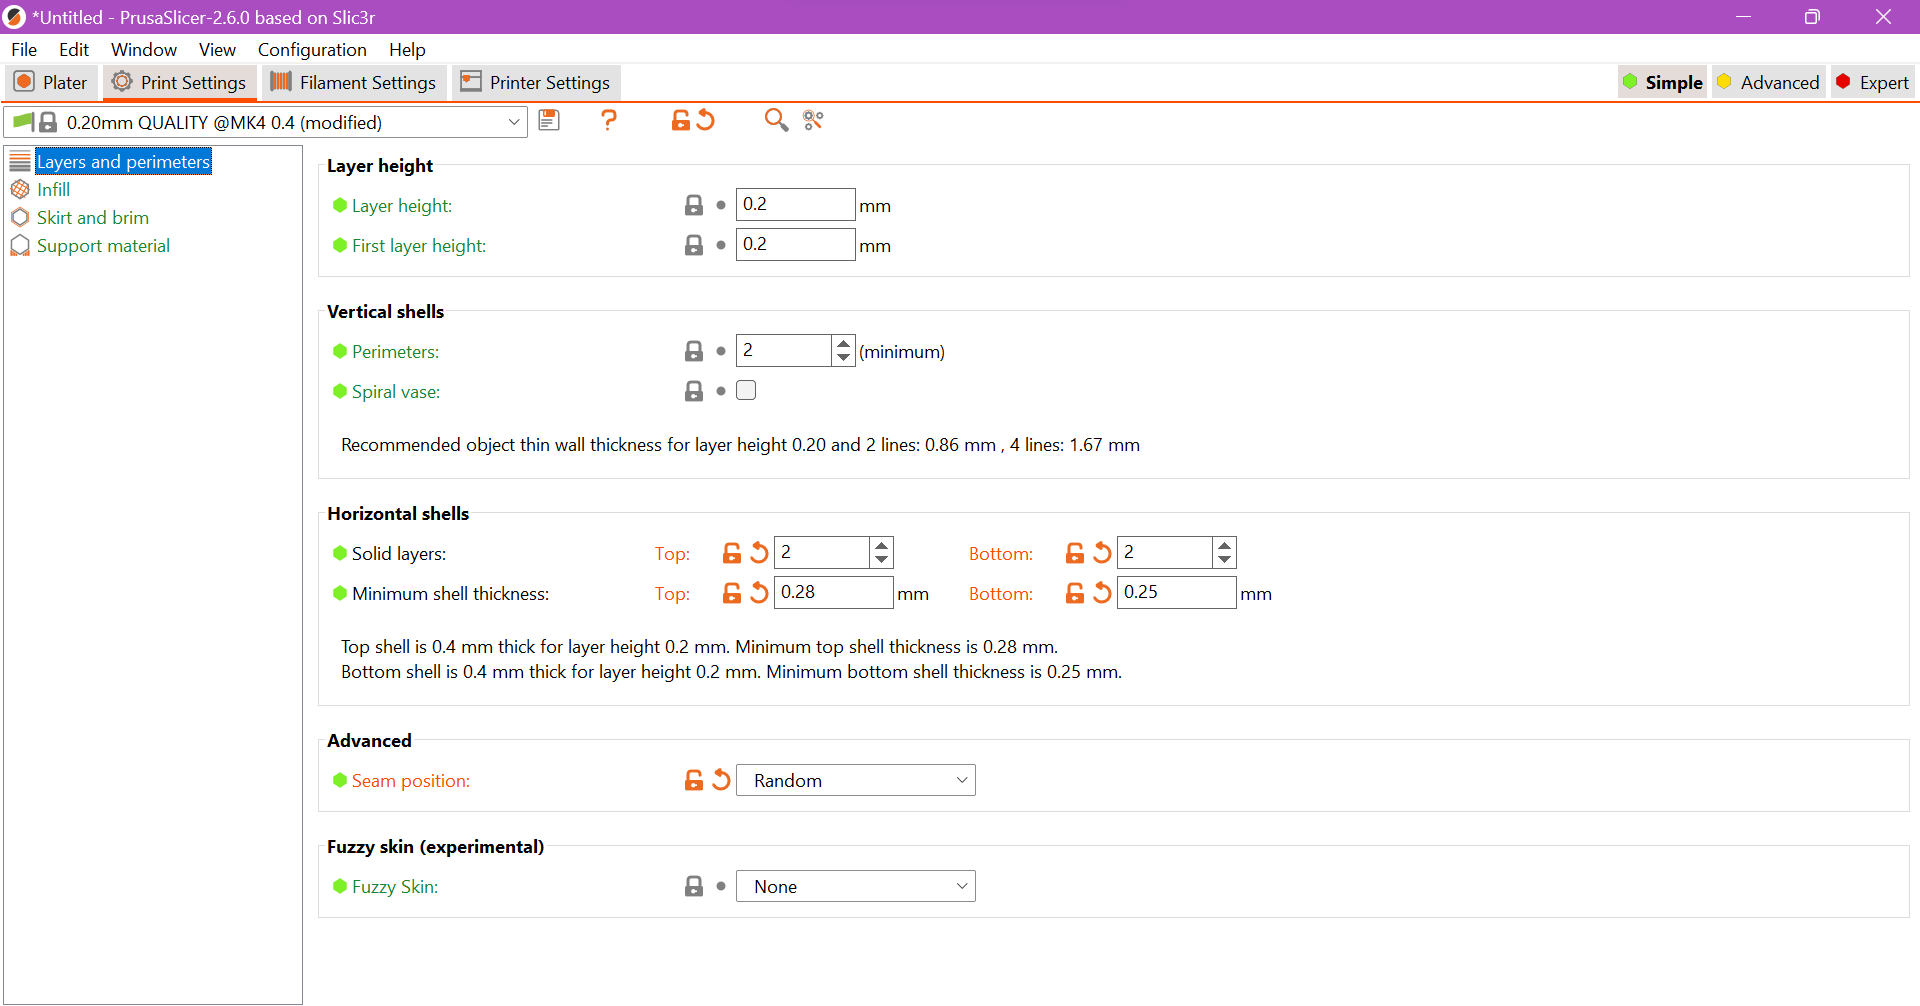 *Untitled - PrusaSlicer-2.6.0 based on Slic3r
File Edit Window View Configuration Help
Plater Print Settings Filament Settings Printer Settings Simple Advanced Expert
0.20mm QUALITY @MK4 0.4 (modified) ?
Layers and perimeters
Infill
Skirt and brim
Support material
Layer height
Layer height: 0.2 mm
First layer height: 0.2 mm
Vertical shells
Perimeters: 2 (minimum)
Spiral vase:
Recommended object thin wall thickness for layer height 0.20 and 2 lines: 0.86 mm , 4 lines: 1.67 mm
Horizontal shells
Solid layers: Top: 2 Bottom: 2
Minimum shell thickness: Top: 0.28 mm Bottom: 0.25 mm
Top shell is 0.4 mm thick for layer height 0.2 mm. Minimum top shell thickness is 0.28 mm.
Bottom shell is 0.4 mm thick for layer height 0.2 mm. Minimum bottom shell thickness is 0.25 mm.
Advanced
Seam position: Random
Fuzzy skin (experimental)
Fuzzy Skin: None